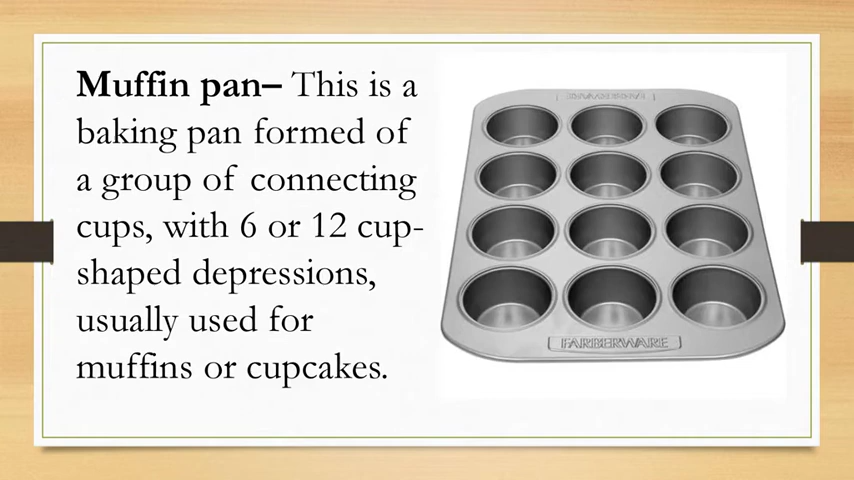 Muffin pan– This is a
baking pan formed of
a group of connecting
cups, with 6 or 12 cup-
shaped depressions,
usually used for
muffins or cupcakes.
FARBERWARE
FARBERWARE